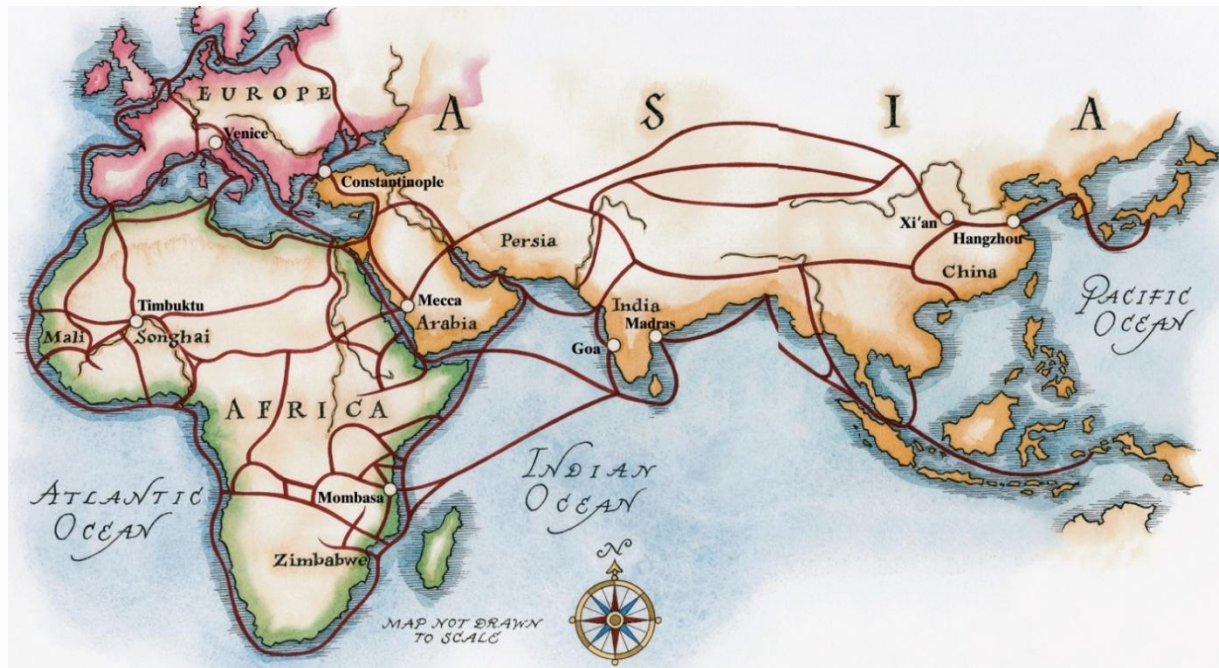 EUROPE
ASIA
Venice
Constantinople
Xi'an
Hangzhou
Persia
China
Timbuktu
Mecca
India
Mali
Songhai
Arabia
Madras
Goa
PACIFIC
OCEAN
AFRICA
ATLANTIC
OCEAN
INDIAN
OCEAN
Mombasa
Zimbabwe
N
MAP NOT DRAWN
TO SCALE